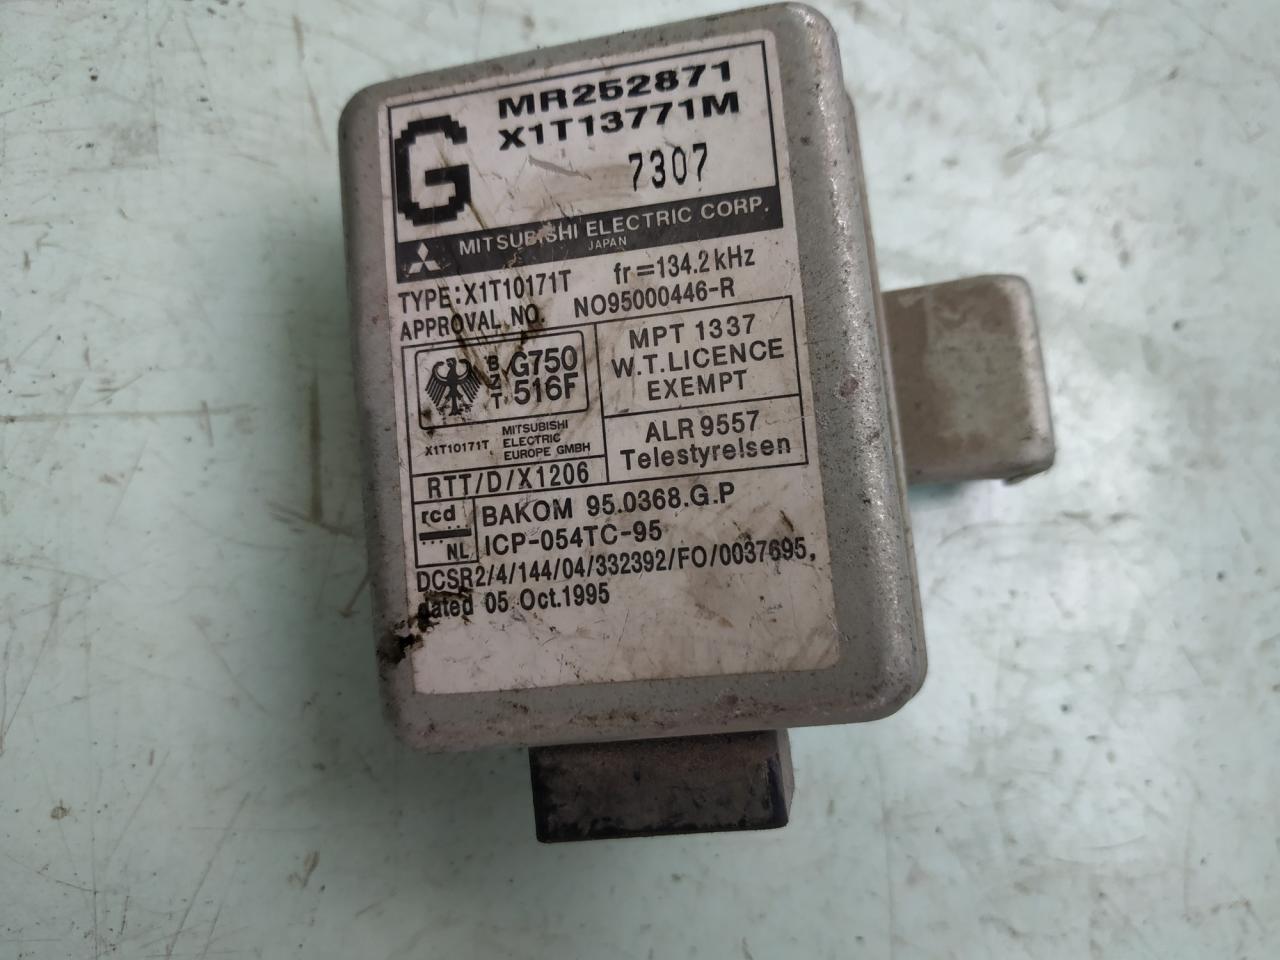 MR252871
X1T13771M
G
7307
MITSUBISHI ELECTRIC CORP.
JAPAN
TYPE:X1T10171T fr=134.2kHz
APPROVAL NO. NO95000446-R
BZT G750 516F
X1T10171T MITSUBISHI ELECTRIC EUROPE GMBH
MPT 1337
W.T.LICENCE
EXEMPT
ALR 9557
Telestyrelsen
RTT/D/X1206
rcd NL
BAKOM 95.0368.G.P
ICP-054TC-95
DCSR2/4/144/04/332392/FO/0037695,
dated 05 Oct.1995